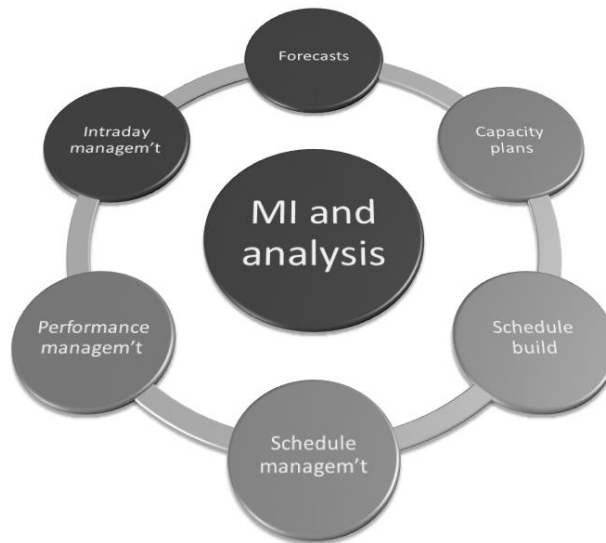 Forecasts
Capacity
plans
Schedule
build
Schedule
managem't
Performance
managem't
Intraday
managem't
MI and
analysis